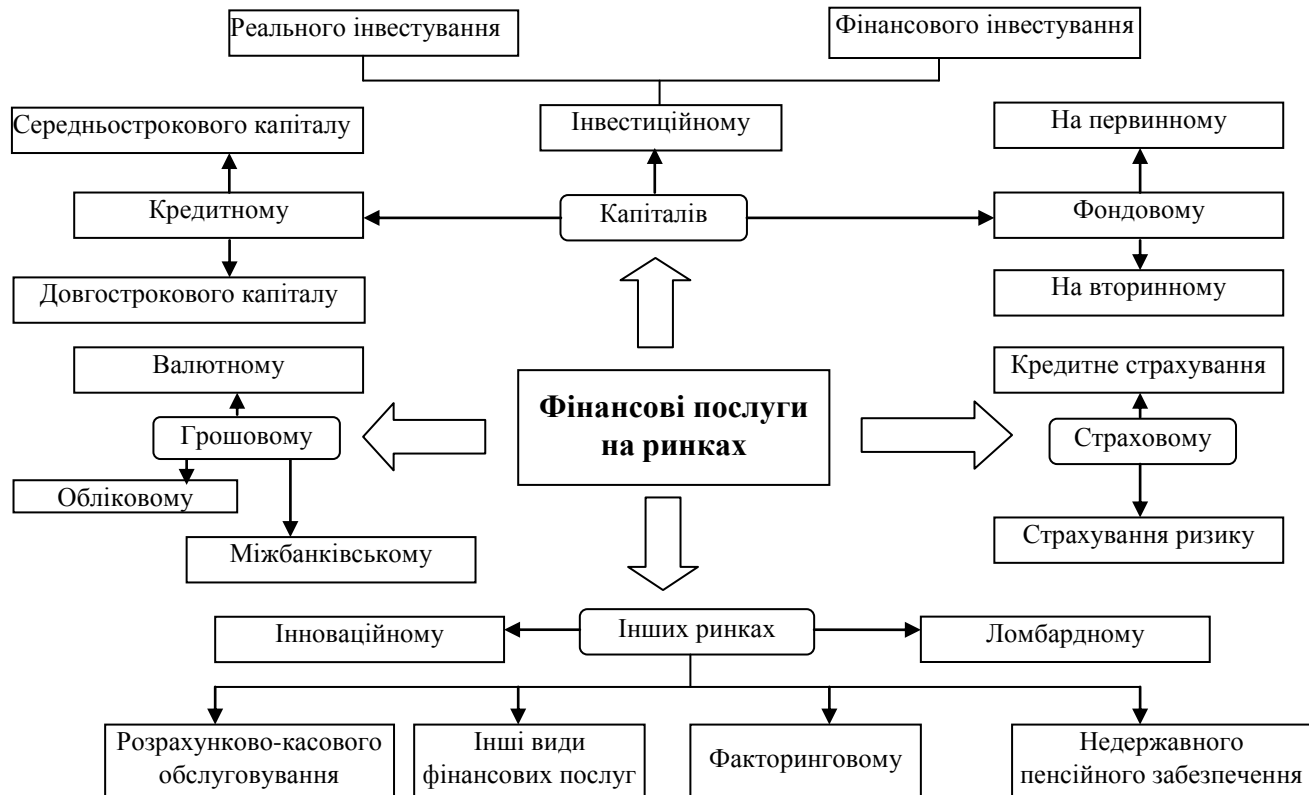 Реального інвестування
Фінансового інвестування
Середньострокового капіталу
Інвестиційному
На первинному
Кредитному
Капіталів
Фондовому
Довгострокового капіталу
На вторинному
Валютному
Кредитне страхування
Фінансові послуги
на ринках
Грошовому
Страховому
Обліковому
Міжбанківському
Страхування ризику
Інноваційному
Інших ринках
Ломбардному
Розрахунково-касового
обслуговування
Інші види
фінансових послуг
Факторинговому
Недержавного
пенсійного забезпечення